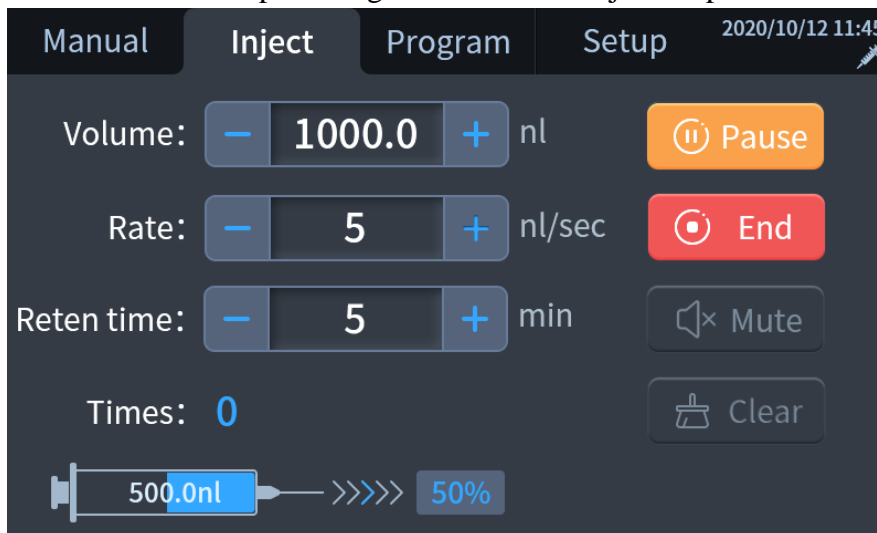 Manual Inject Program Setup 2020/10/12 11:45
Volume: − 1000.0 + nl Pause
Rate: − 5 + nl/sec End
Reten time: − 5 + min Mute
Times: 0 Clear
500.0nl 50%